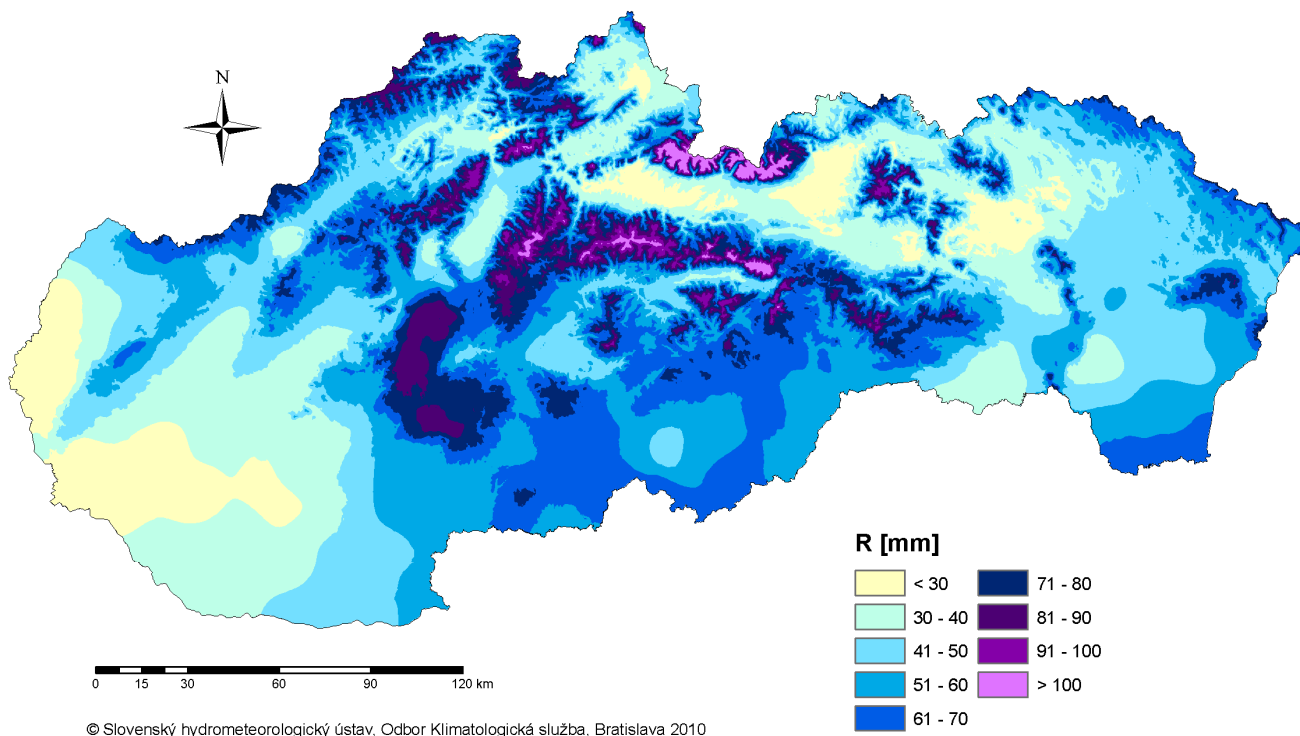 N
R [mm]
< 30
30 - 40
41 - 50
51 - 60
61 - 70
71 - 80
81 - 90
91 - 100
> 100
0 15 30 60 90 120 km
© Slovenský hydrometeorologický ústav, Odbor Klimatologická služba, Bratislava 2010